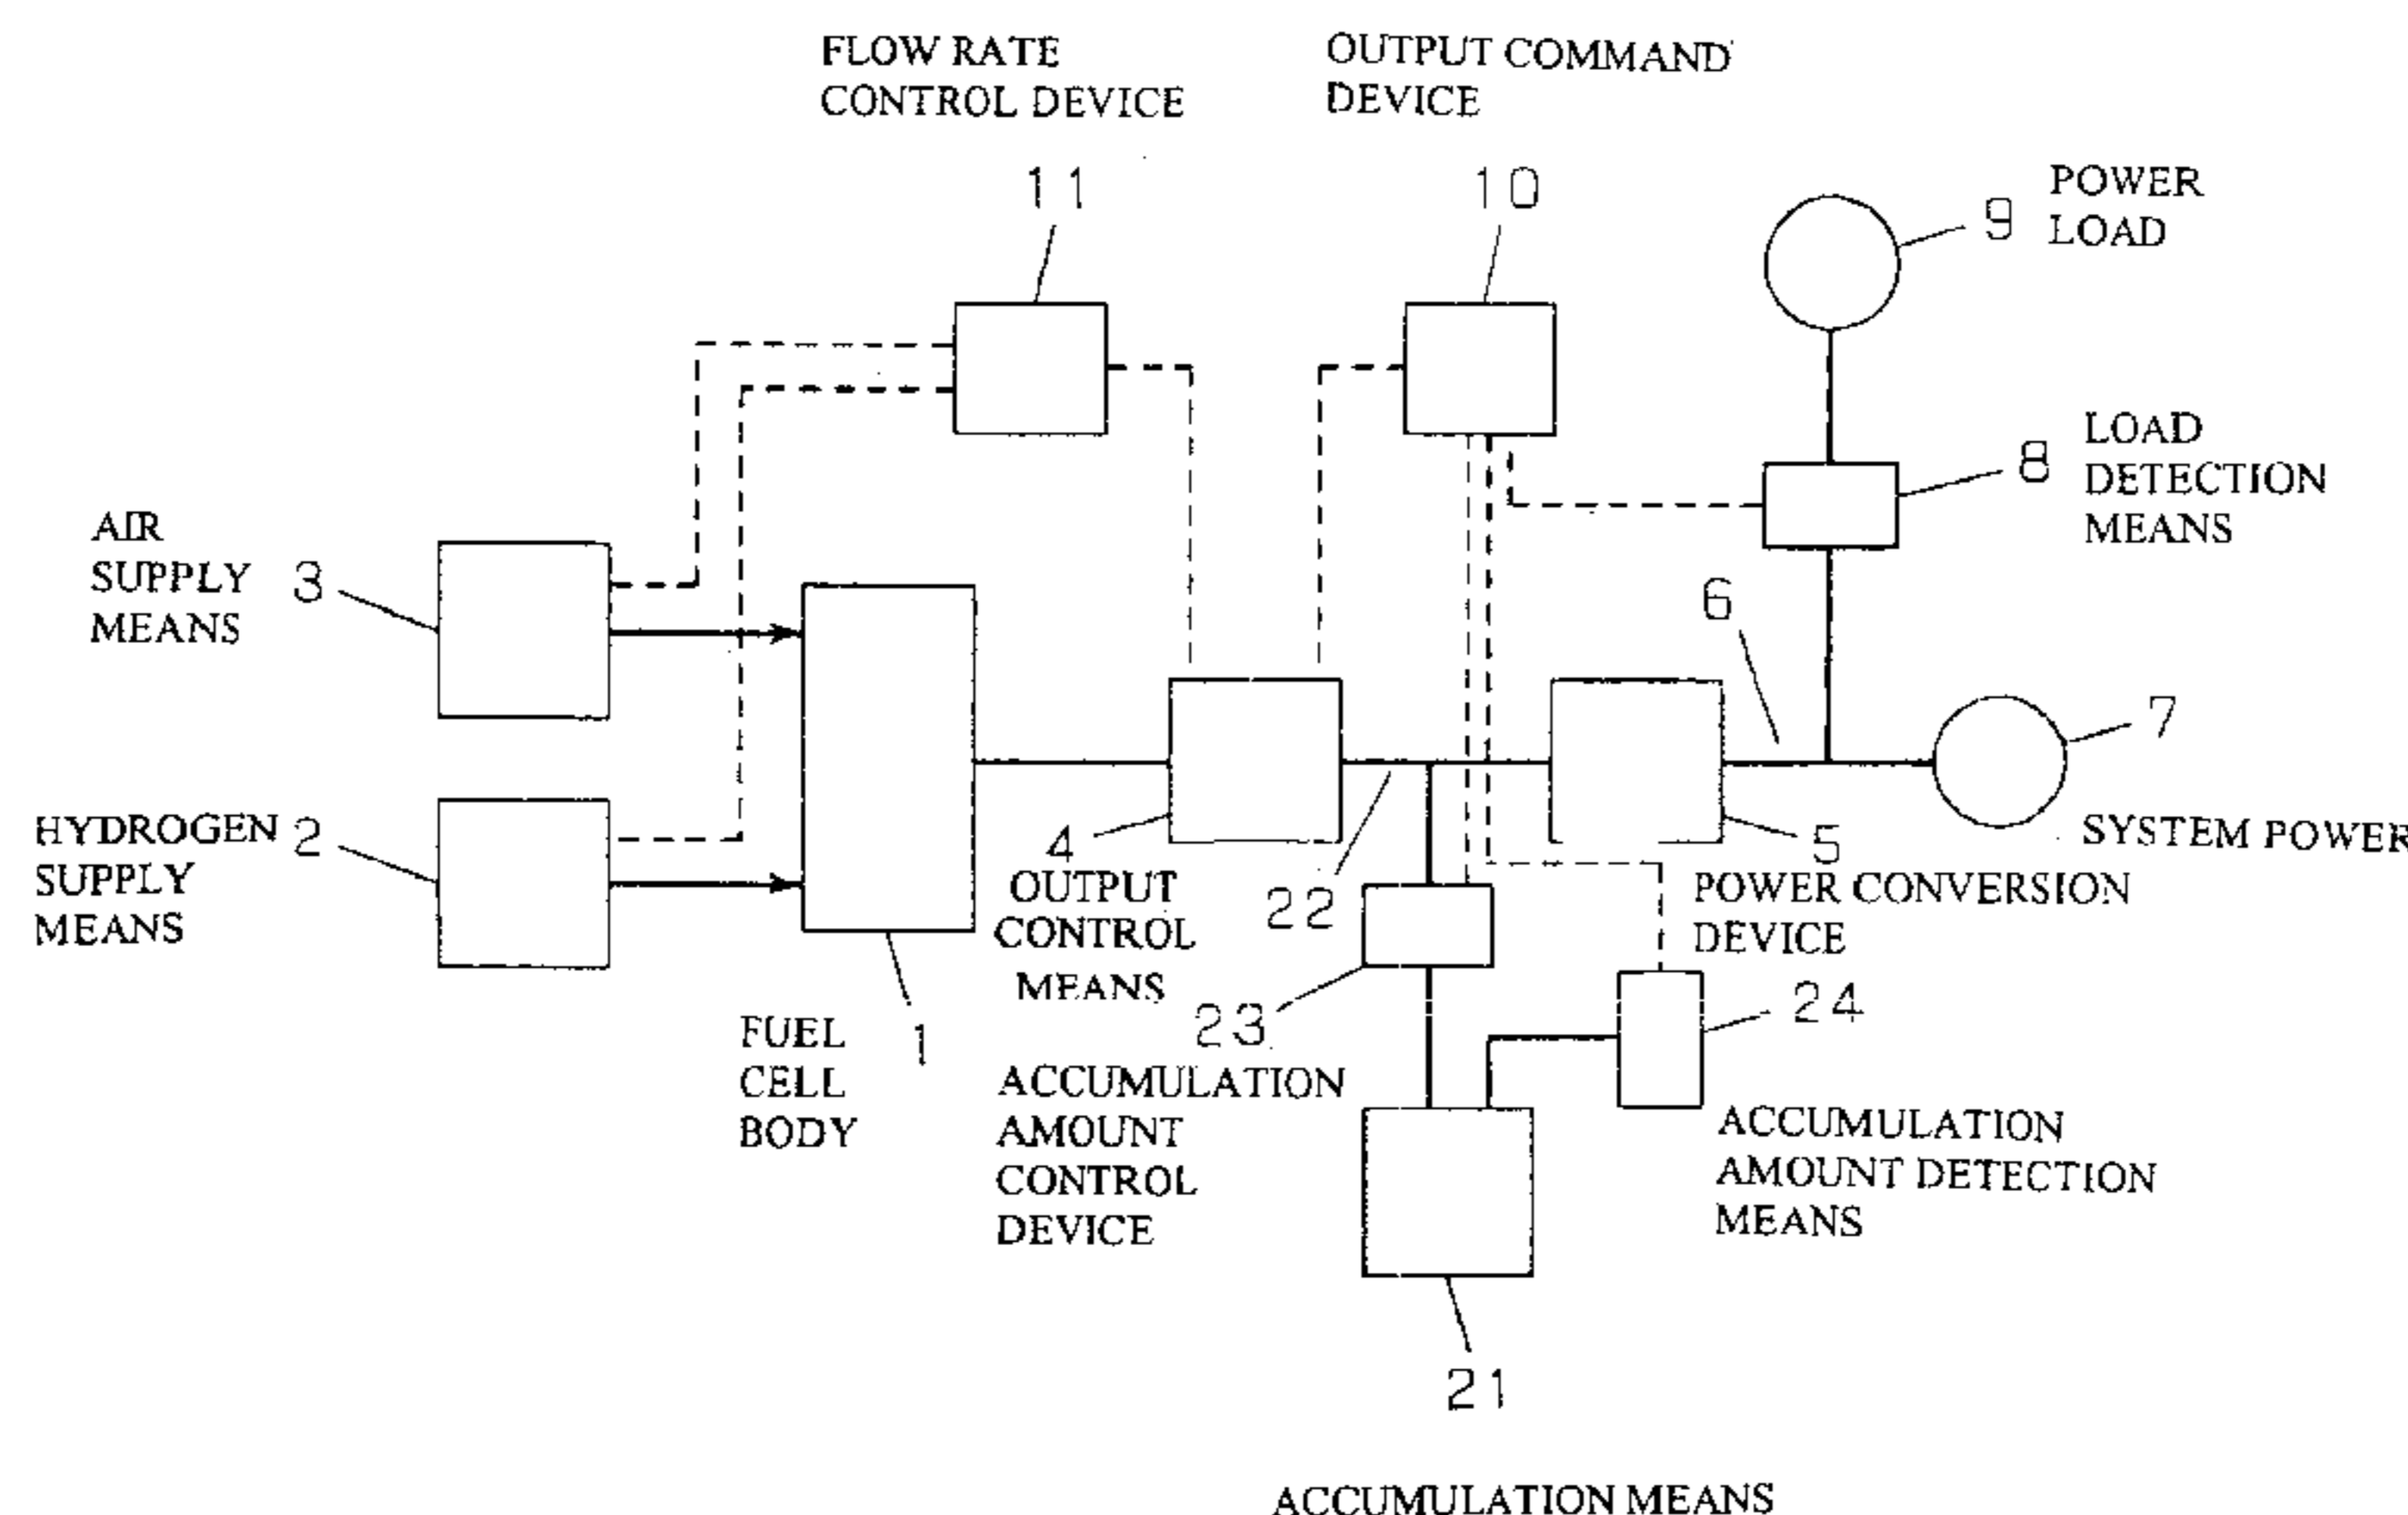 FLOW RATE
CONTROL DEVICE
11
OUTPUT COMMAND
DEVICE
10
9
POWER
LOAD
8
LOAD
DETECTION
MEANS
AIR
SUPPLY
MEANS
3
6
7
SYSTEM POWER
HYDROGEN
SUPPLY
MEANS
2
4
OUTPUT
CONTROL
MEANS
22
5
POWER CONVERSION
DEVICE
1
FUEL
CELL
BODY
23
ACCUMULATION
AMOUNT
CONTROL
DEVICE
24
ACCUMULATION
AMOUNT DETECTION
MEANS
21
ACCUMULATION MEANS